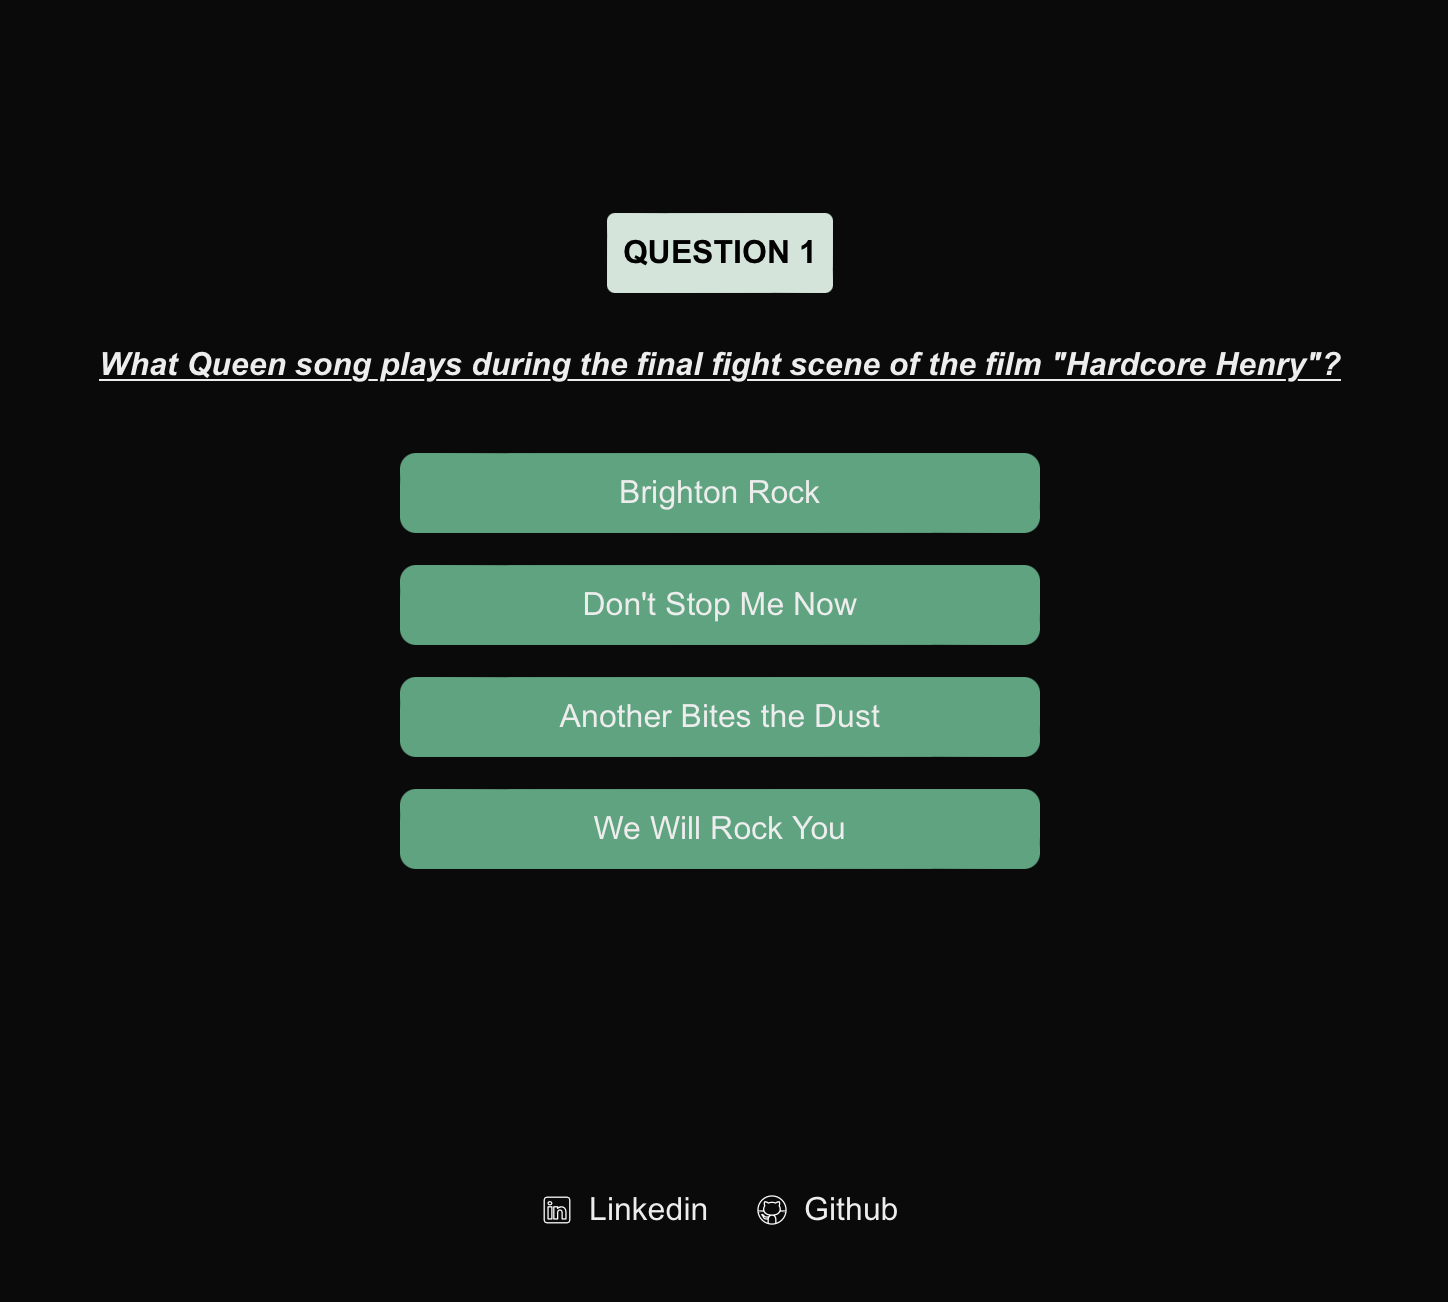 QUESTION 1
What Queen song plays during the final fight scene of the film "Hardcore Henry"?
Brighton Rock
Don't Stop Me Now
Another Bites the Dust
We Will Rock You
Linkedin
Github